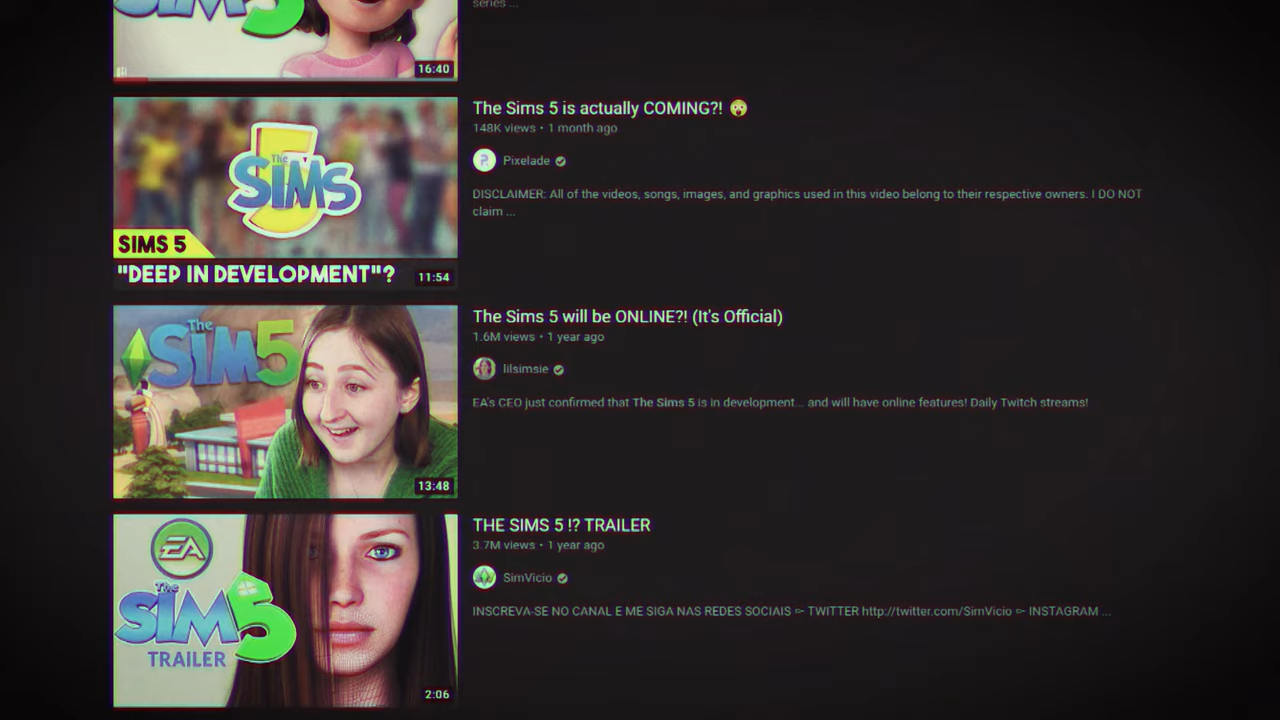 SIM5
series ...
16:40
The Sims 5 is actually COMING?! 😲
148K views • 1 month ago
Pixelade
DISCLAIMER: All of the videos, songs, images, and graphics used in this video belong to their respective owners. I DO NOT
claim ...
5
The
SIMS
SIMS 5
"DEEP IN DEVELOPMENT"?
11:54
The Sims 5 will be ONLINE?! (It's Official)
1.6M views • 1 year ago
lilsimsie
EA's CEO just confirmed that The Sims 5 is in development... and will have online features! Daily Twitch streams!
The
SIM5
13:48
THE SIMS 5 !? TRAILER
3.7M views • 1 year ago
SimVicio
INSCREVA-SE NO CANAL E ME SIGA NAS REDES SOCIAIS ➳ TWITTER http://twitter.com/SimVicio ➳ INSTAGRAM ...
EA
The
SIM5
TRAILER
2:06